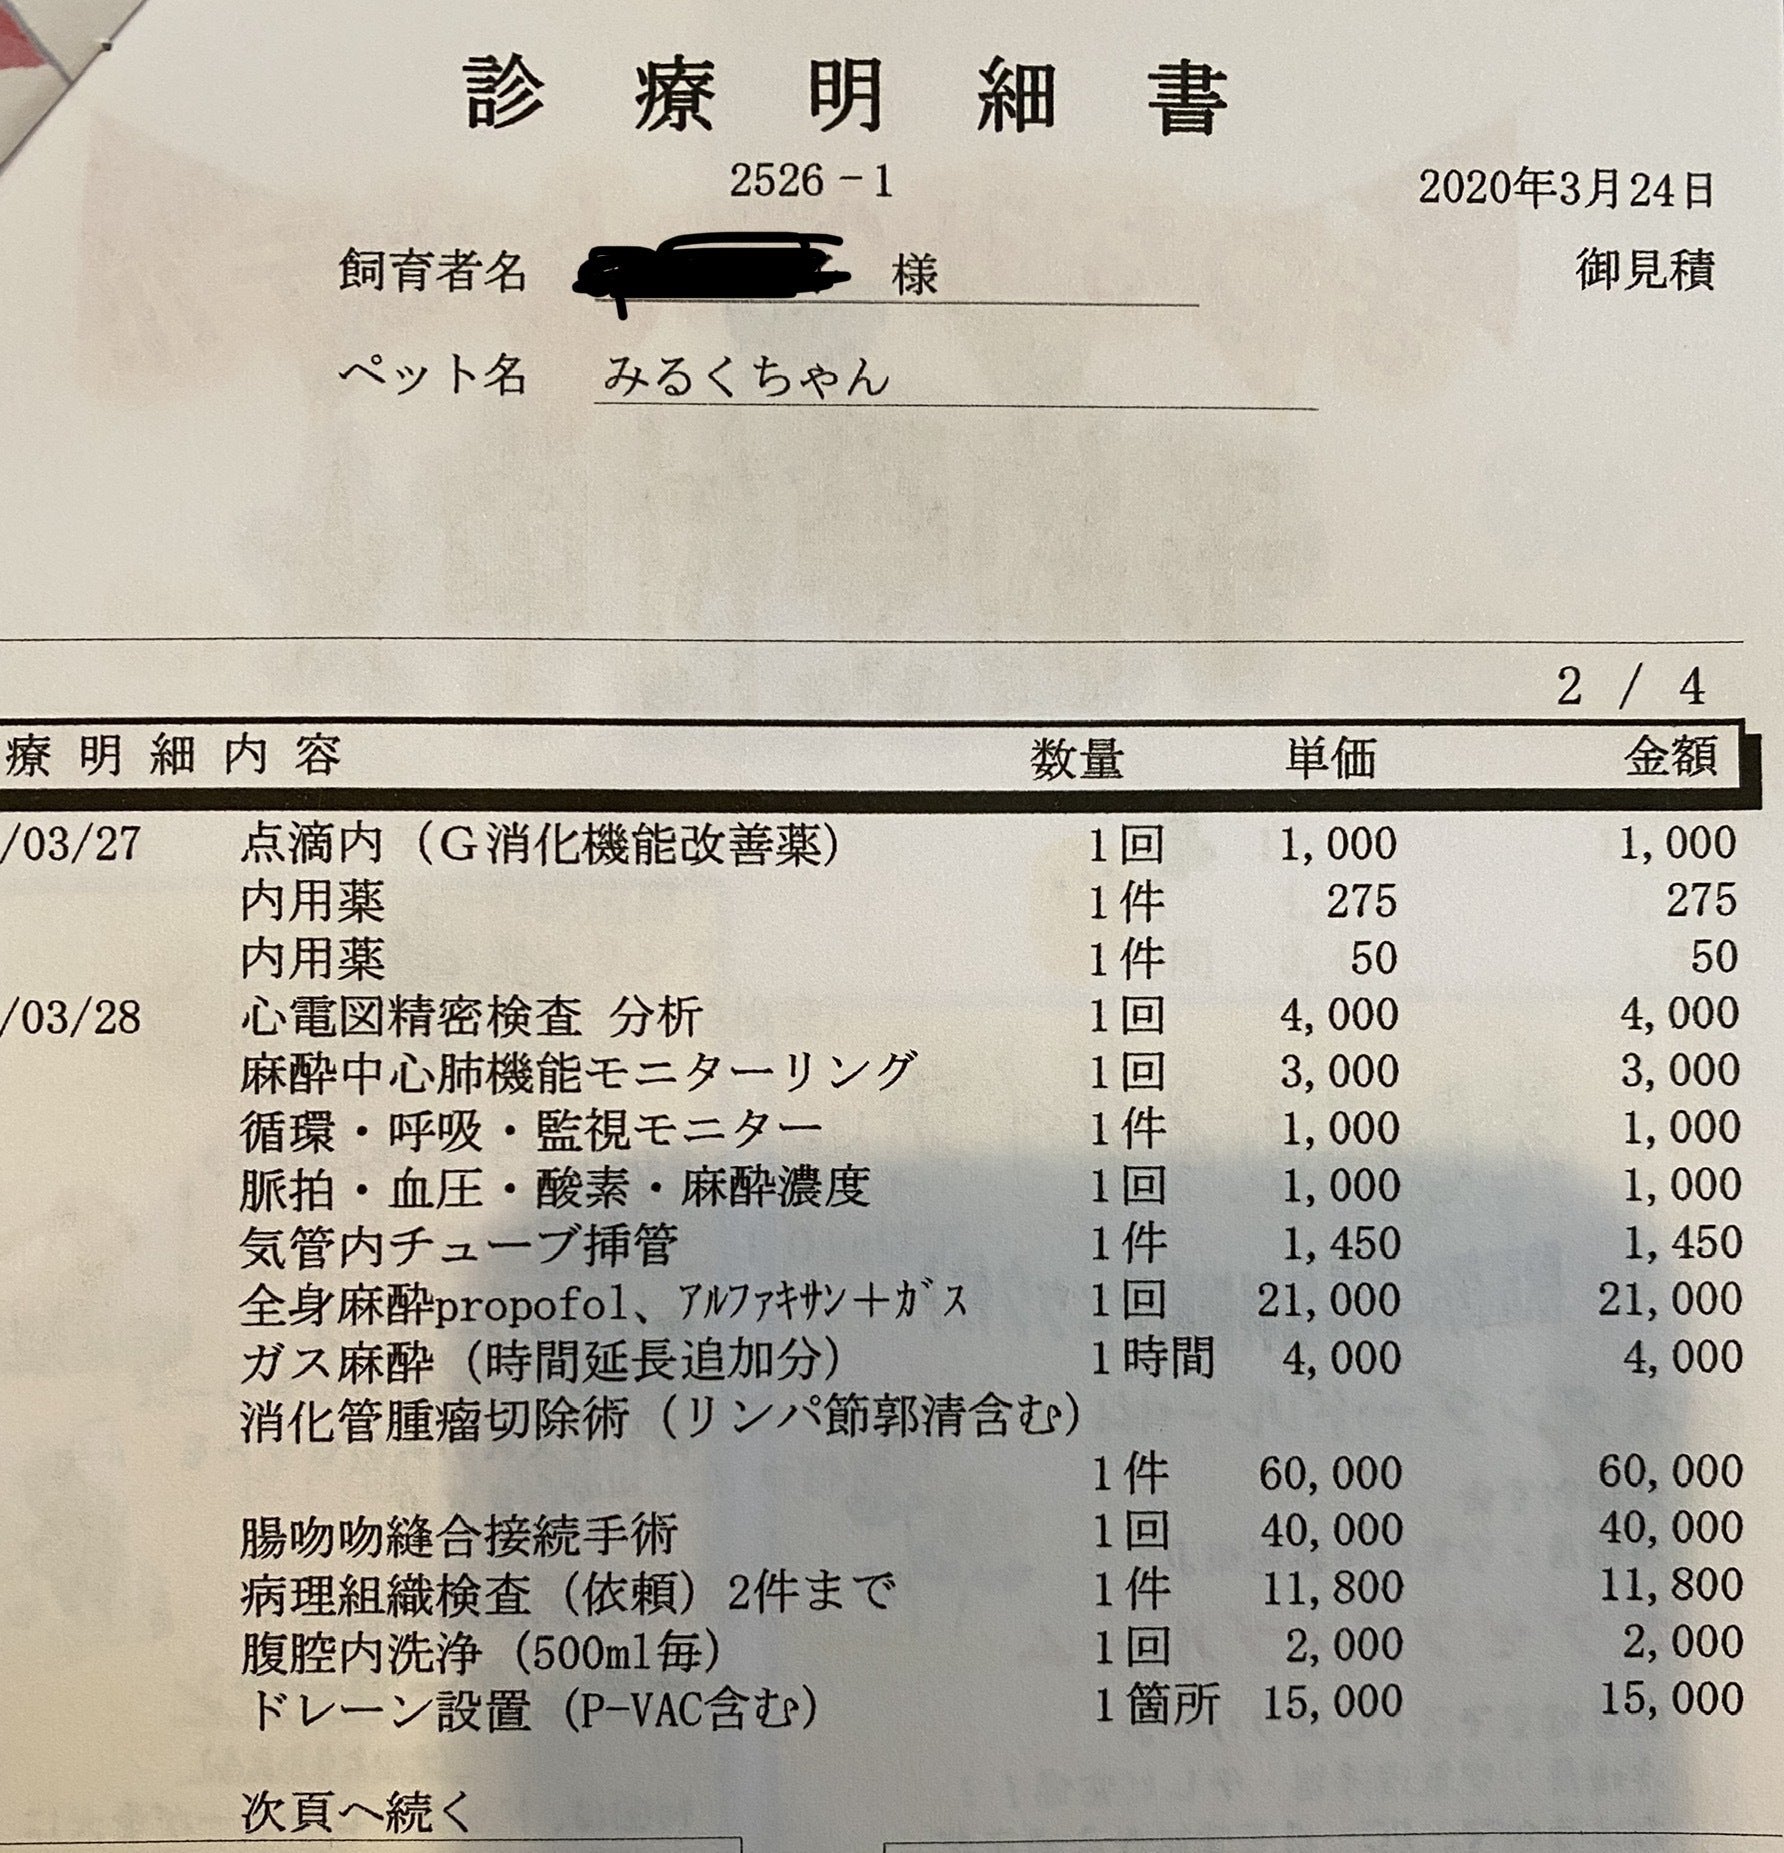 診療明細書
2526-1
2020年3月24日
飼育者名 様
御見積
ペット名 みるくちゃん
2 / 4
療明細内容 数量 単価 金額
/03/27 点滴内(G消化機能改善薬) 1回 1,000 1,000
内用薬 1件 275 275
内用薬 1件 50 50
/03/28 心電図精密検査 分析 1回 4,000 4,000
麻酔中心肺機能モニターリング 1回 3,000 3,000
循環・呼吸・監視モニター 1件 1,000 1,000
脈拍・血圧・酸素・麻酔濃度 1回 1,000 1,000
気管内チューブ挿管 1件 1,450 1,450
全身麻酔propofol、ｱﾙﾌｧｷｻﾝ＋ｶﾞｽ 1回 21,000 21,000
ガス麻酔(時間延長追加分) 1時間 4,000 4,000
消化管腫瘤切除術(リンパ節郭清含む)
1件 60,000 60,000
腸吻吻縫合接続手術 1回 40,000 40,000
病理組織検査(依頼)2件まで 1件 11,800 11,800
腹腔内洗浄(500ml毎) 1回 2,000 2,000
ドレーン設置(P-VAC含む) 1箇所 15,000 15,000
次頁へ続く